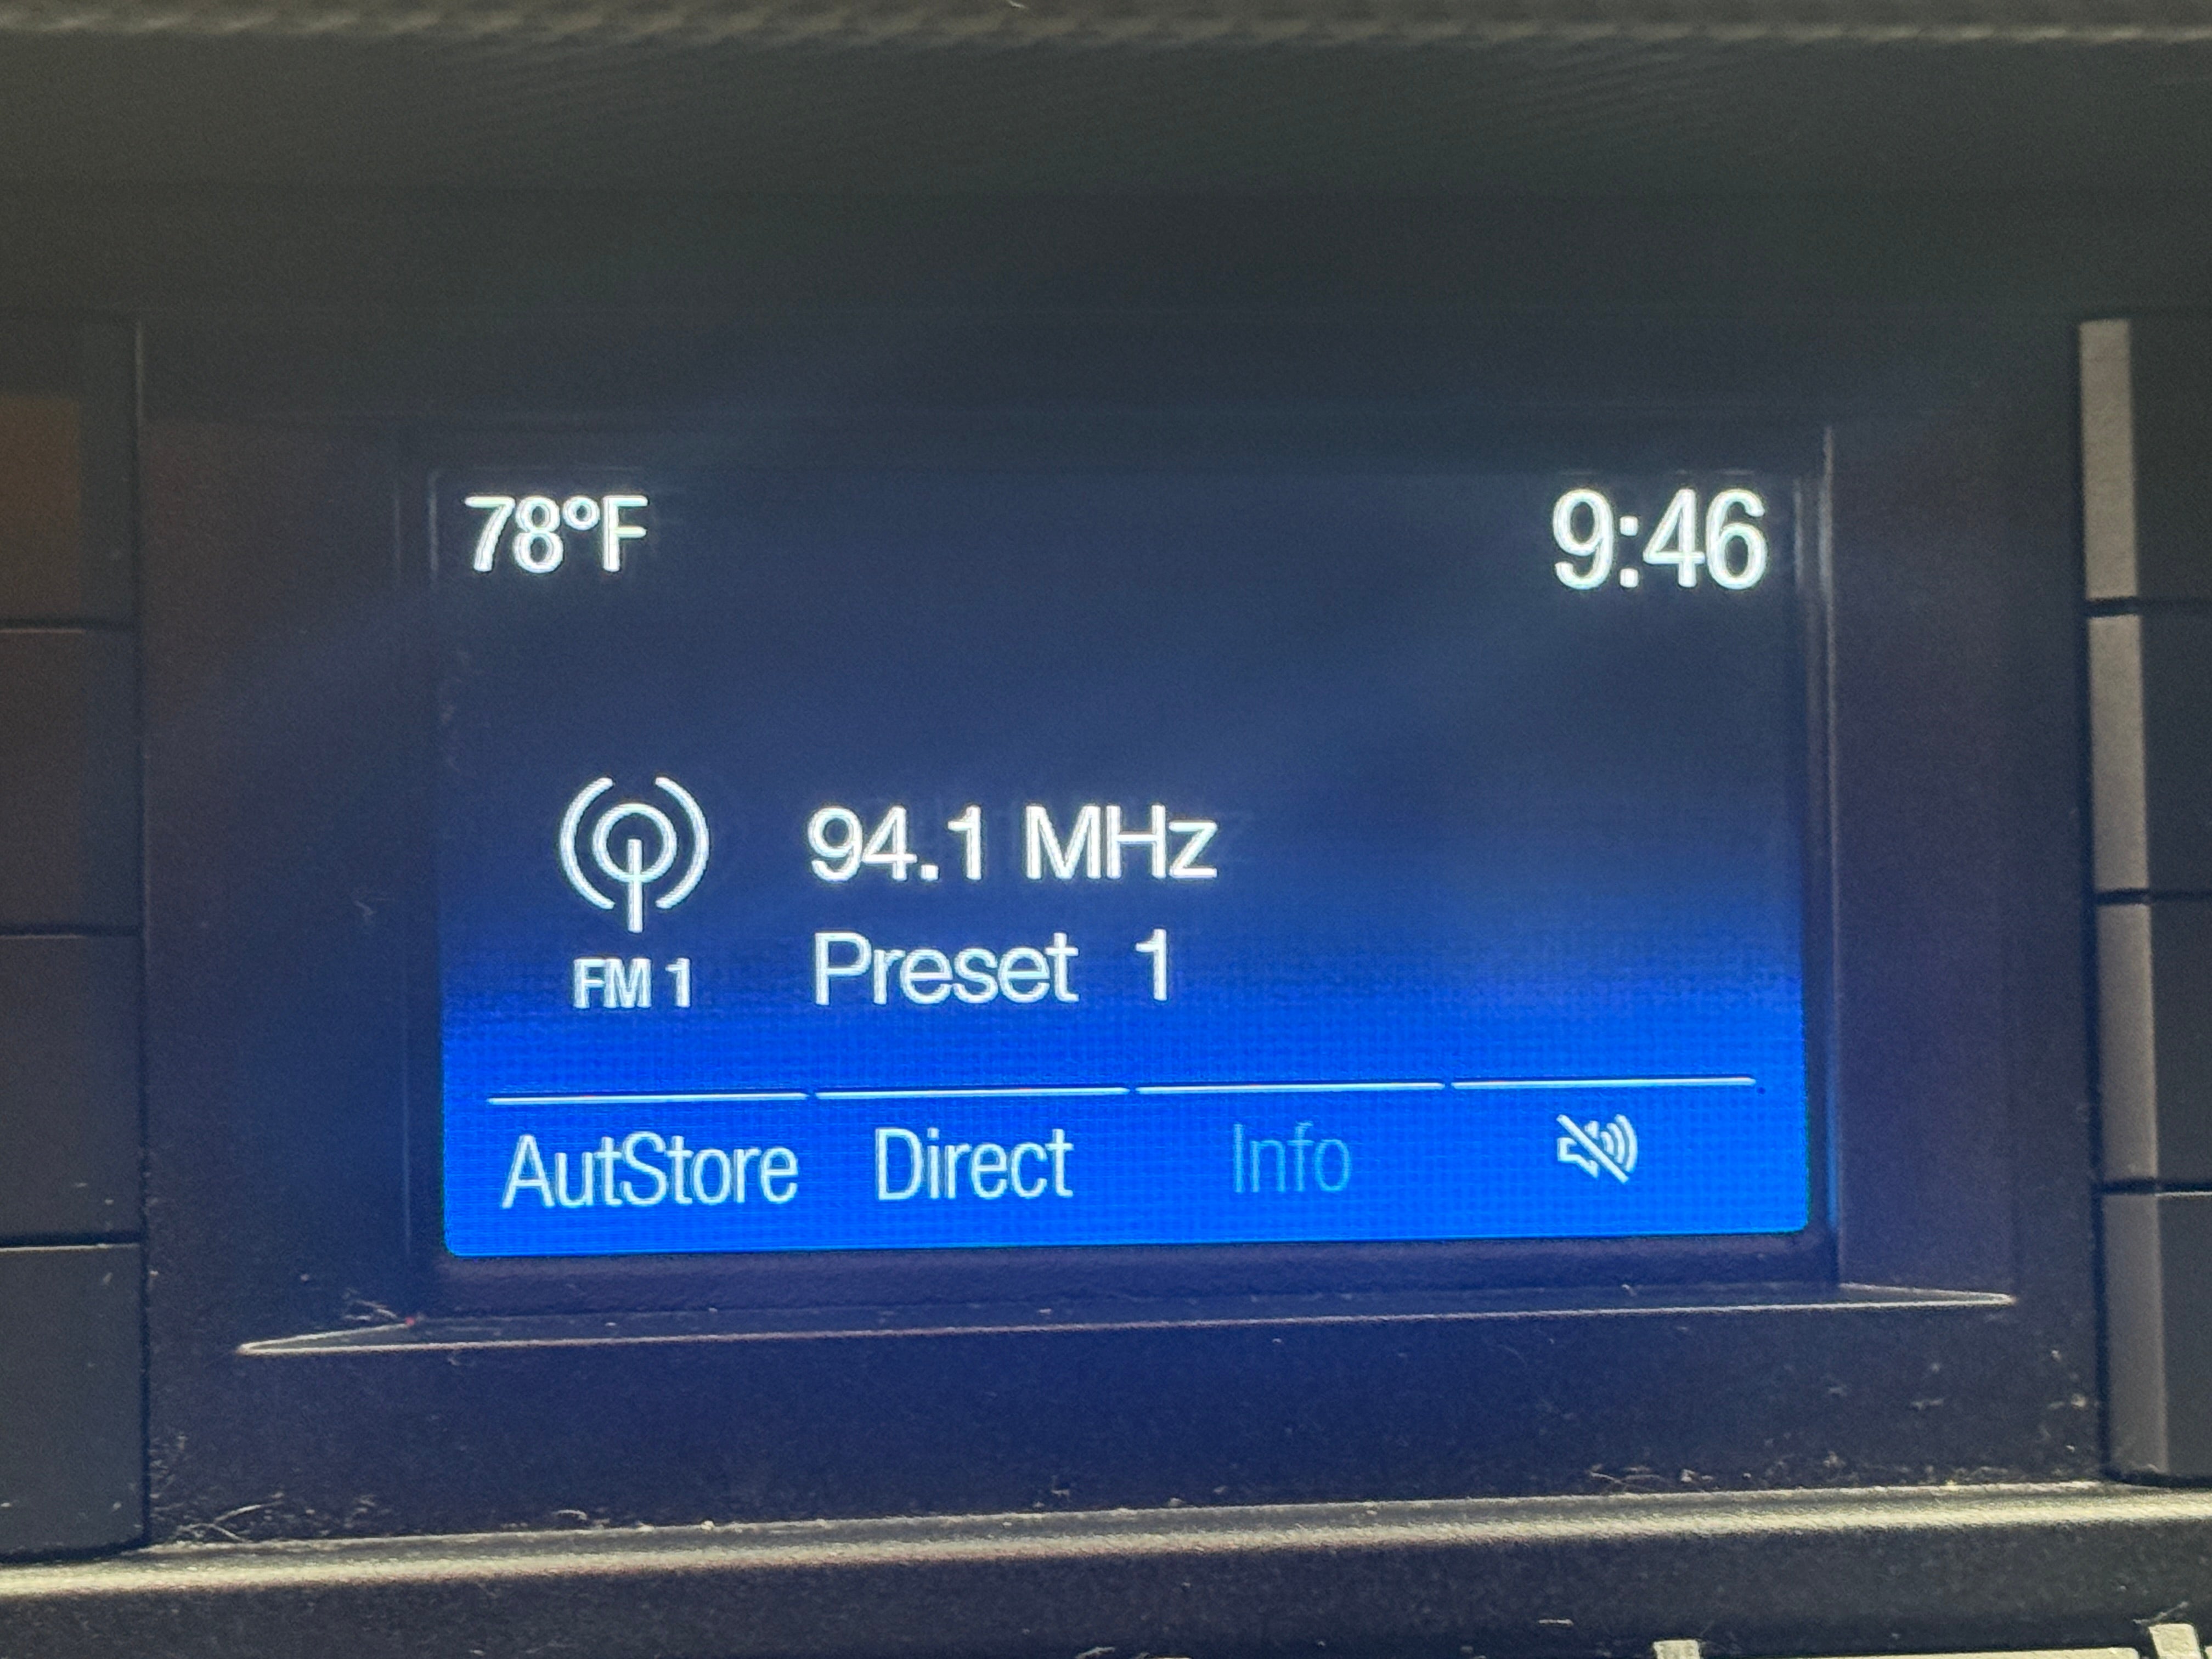 78°F 9:46
94.1 MHz
FM 1 Preset 1
AutStore Direct Info